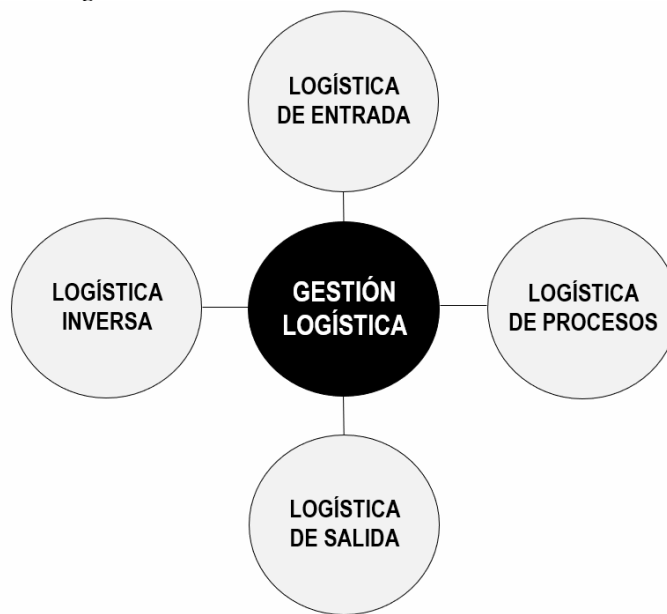 LOGÍSTICA
DE ENTRADA
LOGÍSTICA
INVERSA
GESTIÓN
LOGÍSTICA
LOGÍSTICA
DE PROCESOS
LOGÍSTICA
DE SALIDA